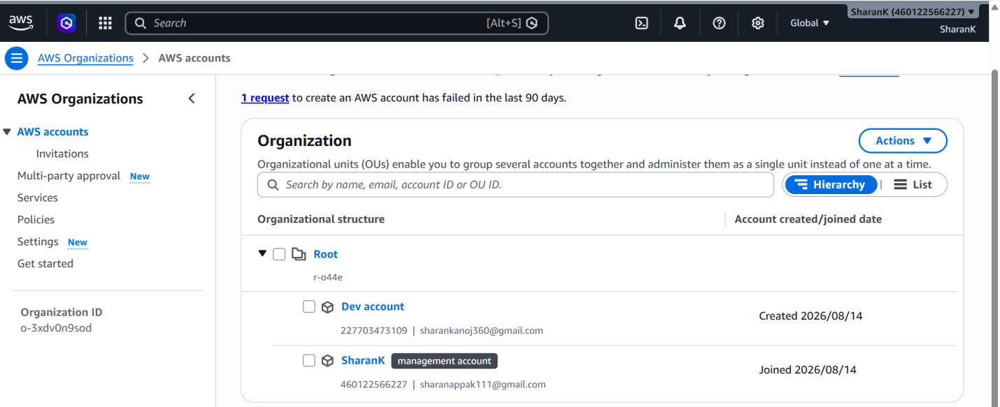 aws
Search [Alt+S]
Global
SharanK (460122566227)
SharanK
AWS Organizations > AWS accounts
AWS Organizations
AWS accounts
Invitations
Multi-party approval New
Services
Policies
Settings New
Get started
Organization ID
o-3xdv0n9sod
1 request to create an AWS account has failed in the last 90 days.
Organization
Actions
Organizational units (OUs) enable you to group several accounts together and administer them as a single unit instead of one at a time.
Search by name, email, account ID or OU ID.
Hierarchy | List
Organizational structure
Account created/joined date
Root
r-o44e
Dev account
227703473109 | sharankanoj360@gmail.com
Created 2026/08/14
SharanK management account
460122566227 | sharanappak111@gmail.com
Joined 2026/08/14